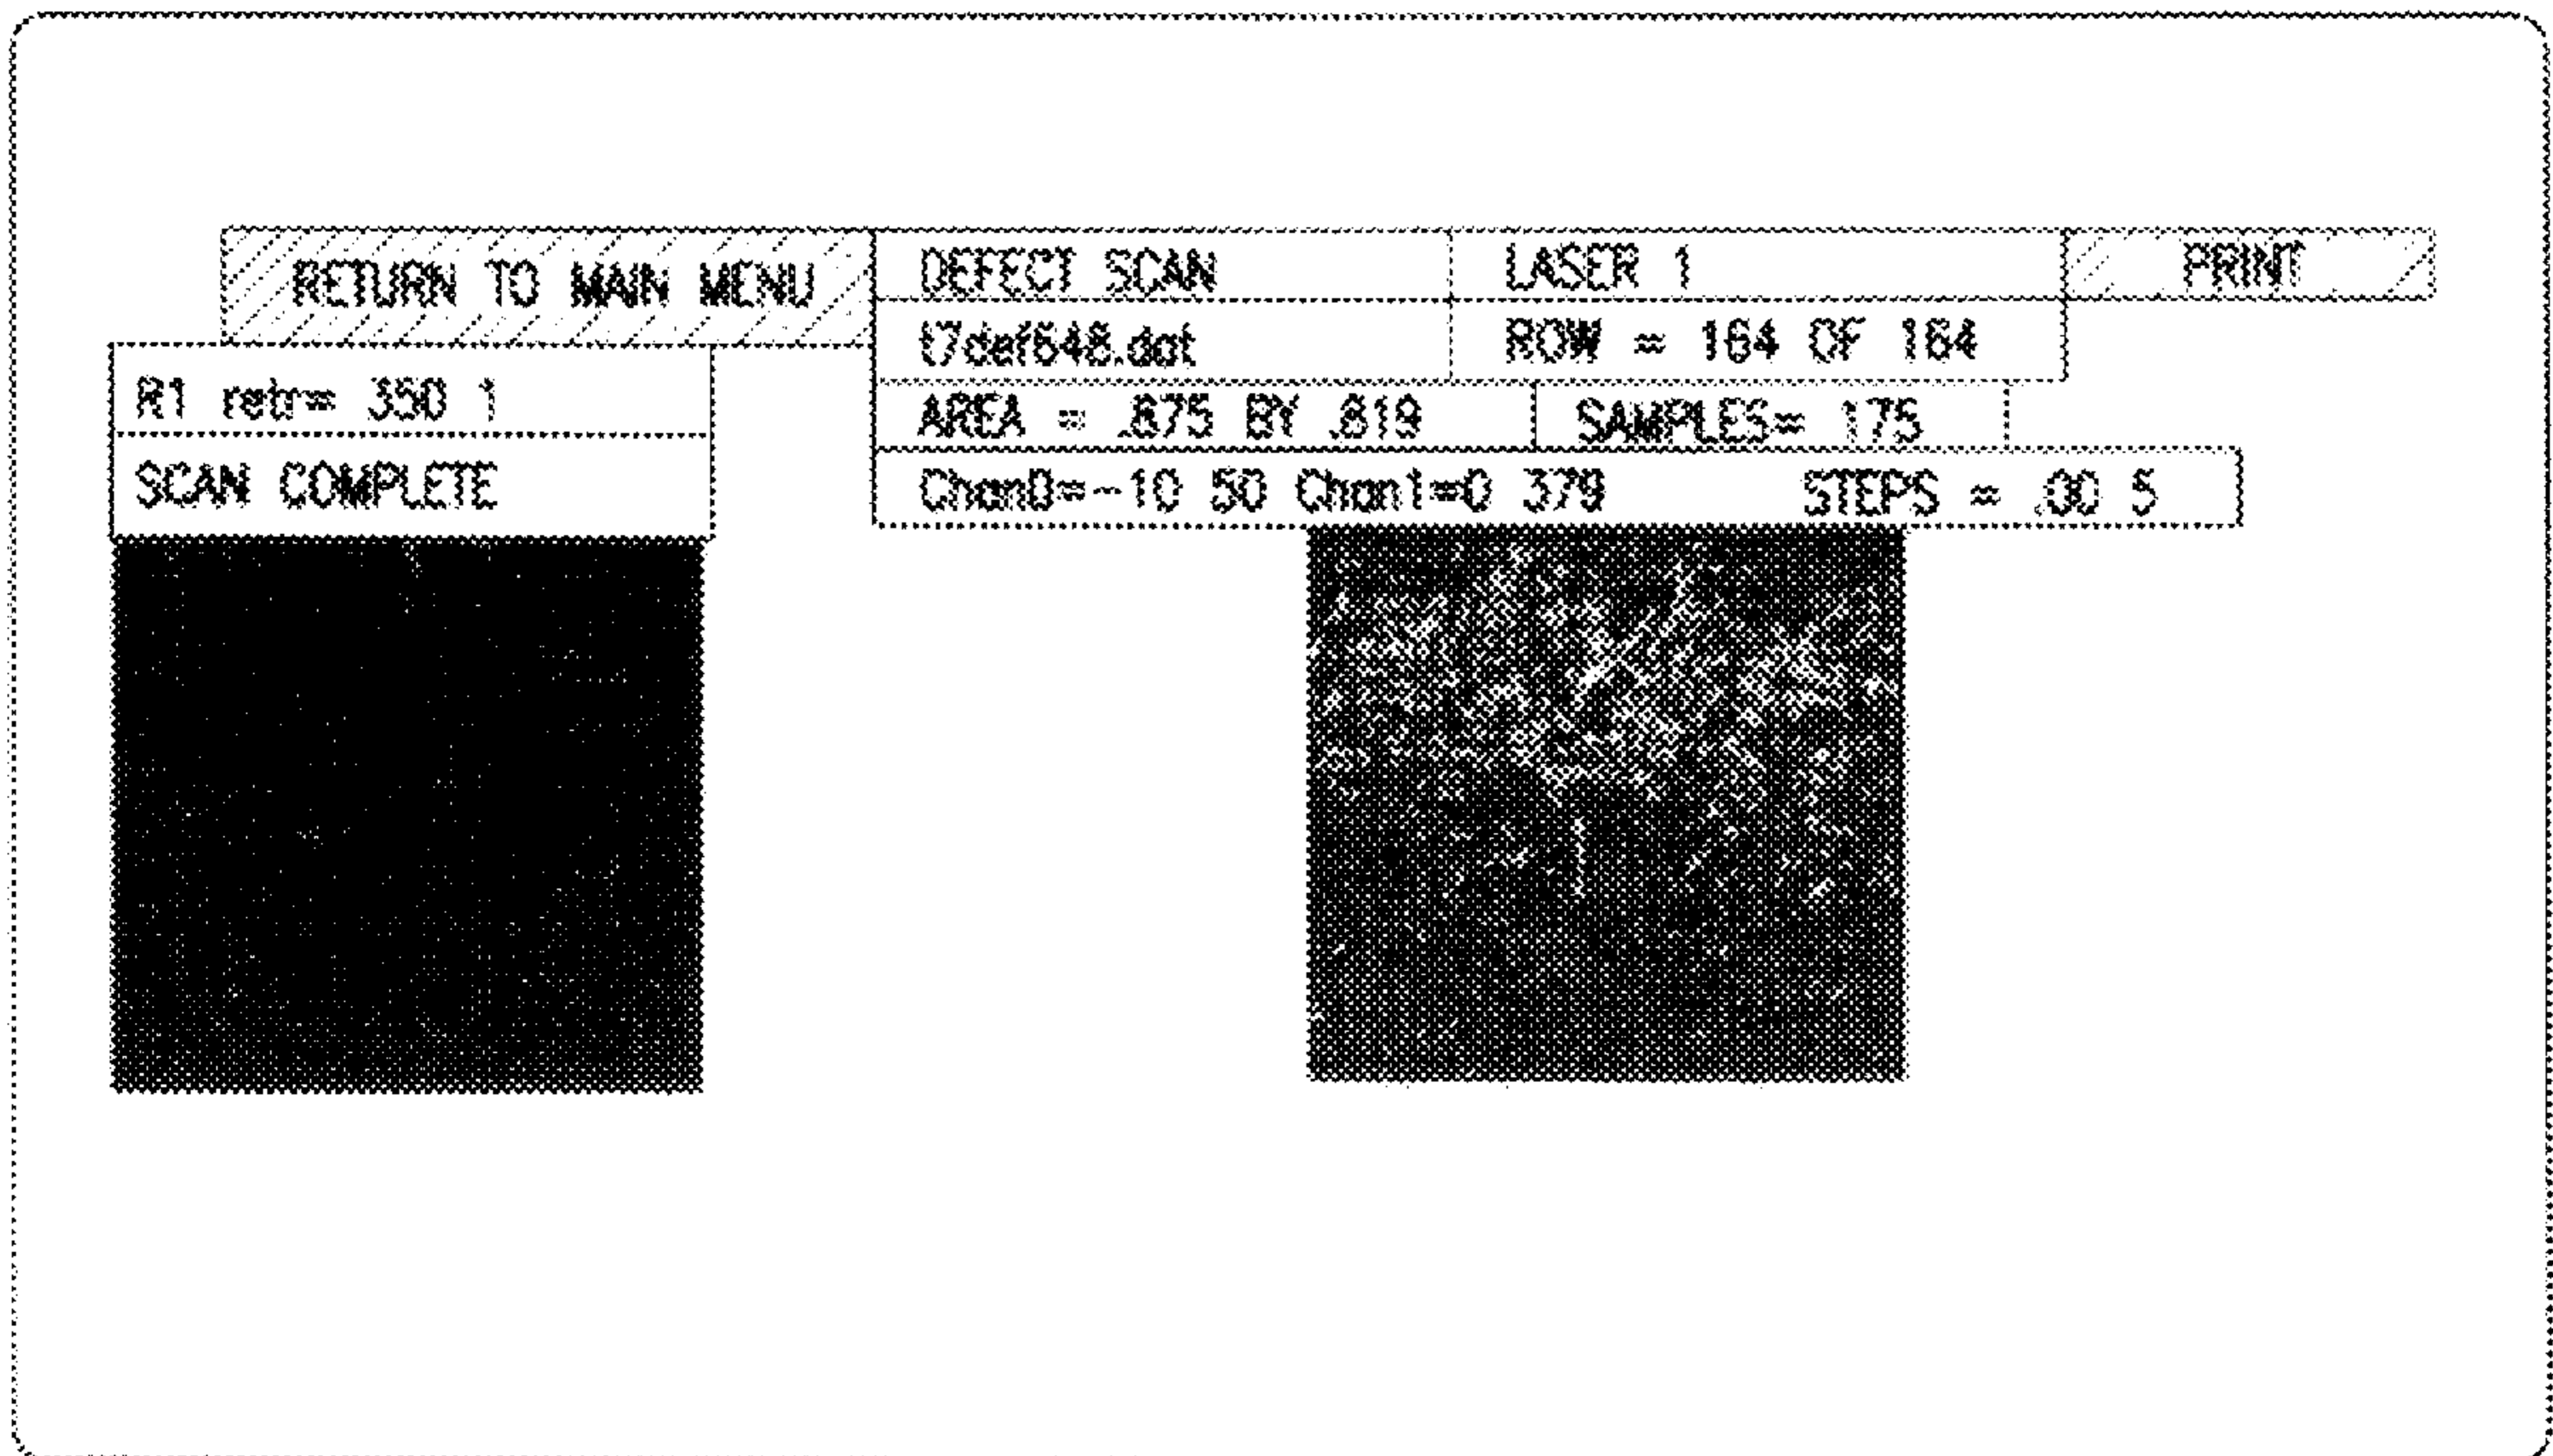 RETURN TO MAIN MENU
DEFECT SCAN
LASER 1
PRINT
t7def648.dat
ROW = 164 OF 164
R1 retr= 350 1
AREA = .875 BY .819
SAMPLES= 175
SCAN COMPLETE
Chan0=-10 50 Chan1=0 379
STEPS = .00 5